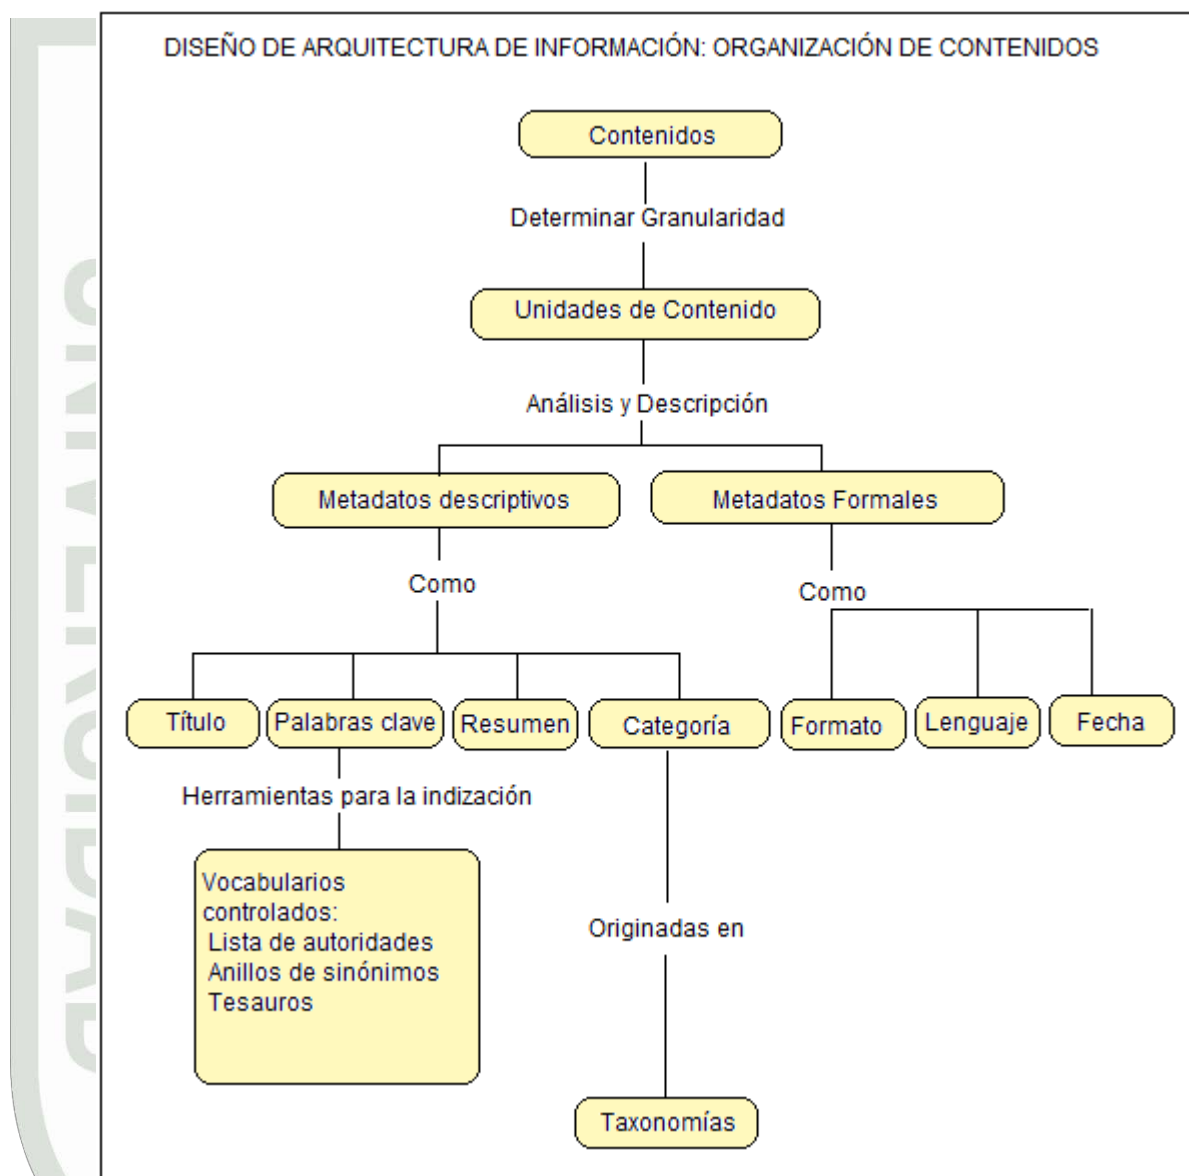 DISEÑO DE ARQUITECTURA DE INFORMACIÓN: ORGANIZACIÓN DE CONTENIDOS
Contenidos
Determinar Granularidad
Unidades de Contenido
Análisis y Descripción
Metadatos descriptivos
Metadatos Formales
Como
Como
Título
Palabras clave
Resumen
Categoría
Formato
Lenguaje
Fecha
Herramientas para la indización
Vocabularios
controlados:
Lista de autoridades
Anillos de sinónimos
Tesauros
Originadas en
Taxonomías
UNIVERSIDAD